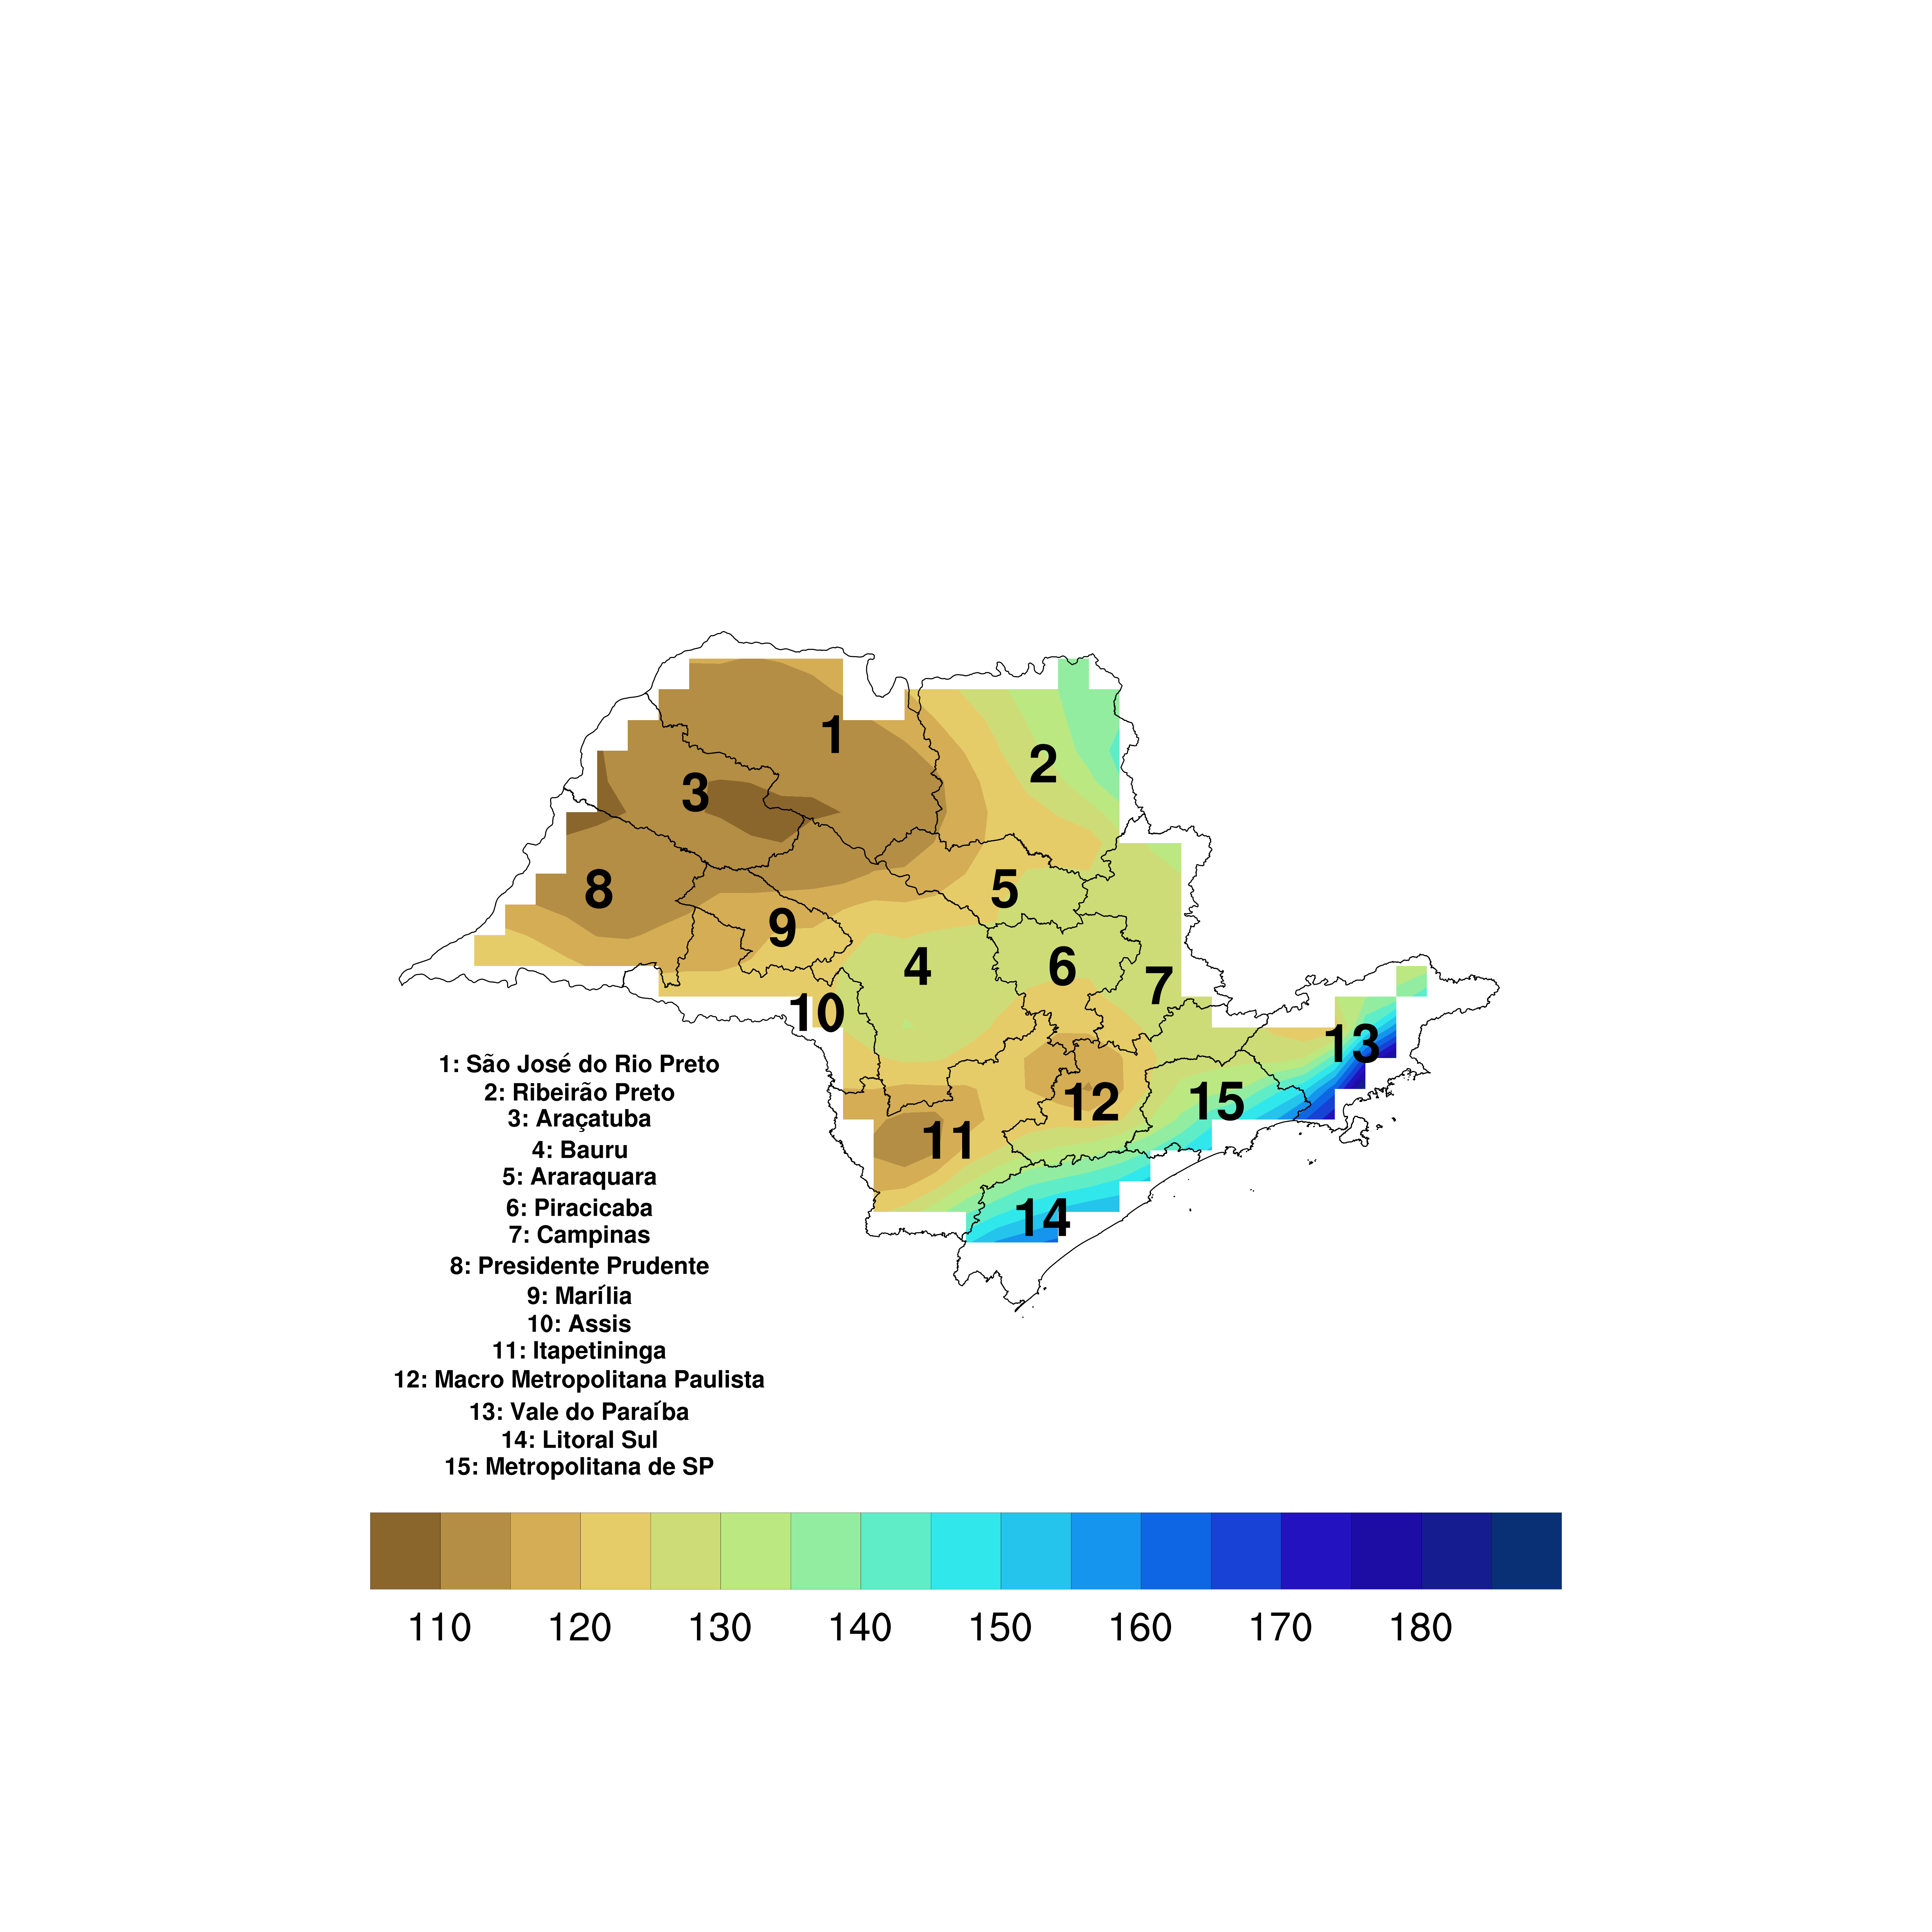 1
2
3
8
5
9
4
6
7
10
13
12
15
11
14
1: São José do Rio Preto
2: Ribeirão Preto
3: Araçatuba
4: Bauru
5: Araraquara
6: Piracicaba
7: Campinas
8: Presidente Prudente
9: Marília
10: Assis
11: Itapetininga
12: Macro Metropolitana Paulista
13: Vale do Paraíba
14: Litoral Sul
15: Metropolitana de SP
110 120 130 140 150 160 170 180